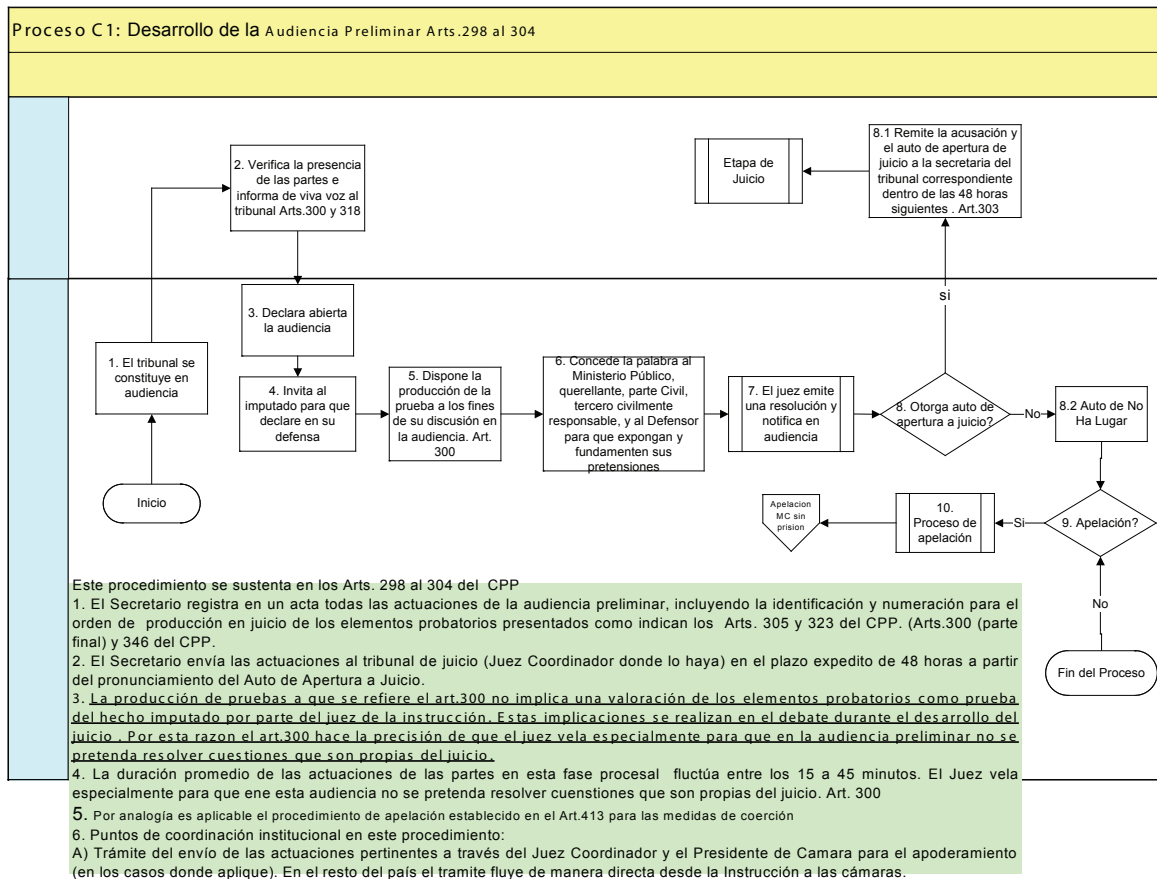 Proceso C1: Desarrollo de la Audiencia Preliminar Arts.298 al 304
2. Verifica la presencia
de las partes e
informa de viva voz al
tribunal Arts.300 y 318
Etapa de
Juicio
8.1 Remite la acusación y
el auto de apertura de
juicio a la secretaria del
tribunal correspondiente
dentro de las 48 horas
siguientes . Art.303
si
3. Declara abierta
la audiencia
1. El tribunal se
constituye en
audiencia
4. Invita al
imputado para que
declare en su
defensa
5. Dispone la
producción de la
prueba a los fines
de su discusión en
la audiencia. Art.
300
6. Concede la palabra al
Ministerio Público,
querellante, parte Civil,
tercero civilmente
responsable, y al Defensor
para que expongan y
fundamenten sus
pretensiones
7. El juez emite
una resolución y
notifica en
audiencia
8. Otorga auto de
apertura a juicio?
No
8.2 Auto de No
Ha Lugar
Inicio
Apelacion
MC sin
prision
10.
Proceso de
apelación
Si
9. Apelación?
No
Fin del Proceso
Este procedimiento se sustenta en los Arts. 298 al 304 del CPP
1. El Secretario registra en un acta todas las actuaciones de la audiencia preliminar, incluyendo la identificación y numeración para el
orden de producción en juicio de los elementos probatorios presentados como indican los Arts. 305 y 323 del CPP. (Arts.300 (parte
final) y 346 del CPP.
2. El Secretario envía las actuaciones al tribunal de juicio (Juez Coordinador donde lo haya) en el plazo expedito de 48 horas a partir
del pronunciamiento del Auto de Apertura a Juicio.
3. La producción de pruebas a que se refiere el art.300 no implica una valoración de los elementos probatorios como prueba
del hecho imputado por parte del juez de la instrucción. Estas implicaciones se realizan en el debate durante el desarrollo del
juicio . Por esta razon el art.300 hace la precisión de que el juez vela especialmente para que en la audiencia preliminar no se
pretenda resolver cuestiones que son propias del juicio.
4. La duración promedio de las actuaciones de las partes en esta fase procesal fluctúa entre los 15 a 45 minutos. El Juez vela
especialmente para que ene esta audiencia no se pretenda resolver cuenstiones que son propias del juicio. Art. 300
5. Por analogía es aplicable el procedimiento de apelación establecido en el Art.413 para las medidas de coerción
6. Puntos de coordinación institucional en este procedimiento:
A) Trámite del envío de las actuaciones pertinentes a través del Juez Coordinador y el Presidente de Camara para el apoderamiento
(en los casos donde aplique). En el resto del país el tramite fluye de manera directa desde la Instrucción a las cámaras.